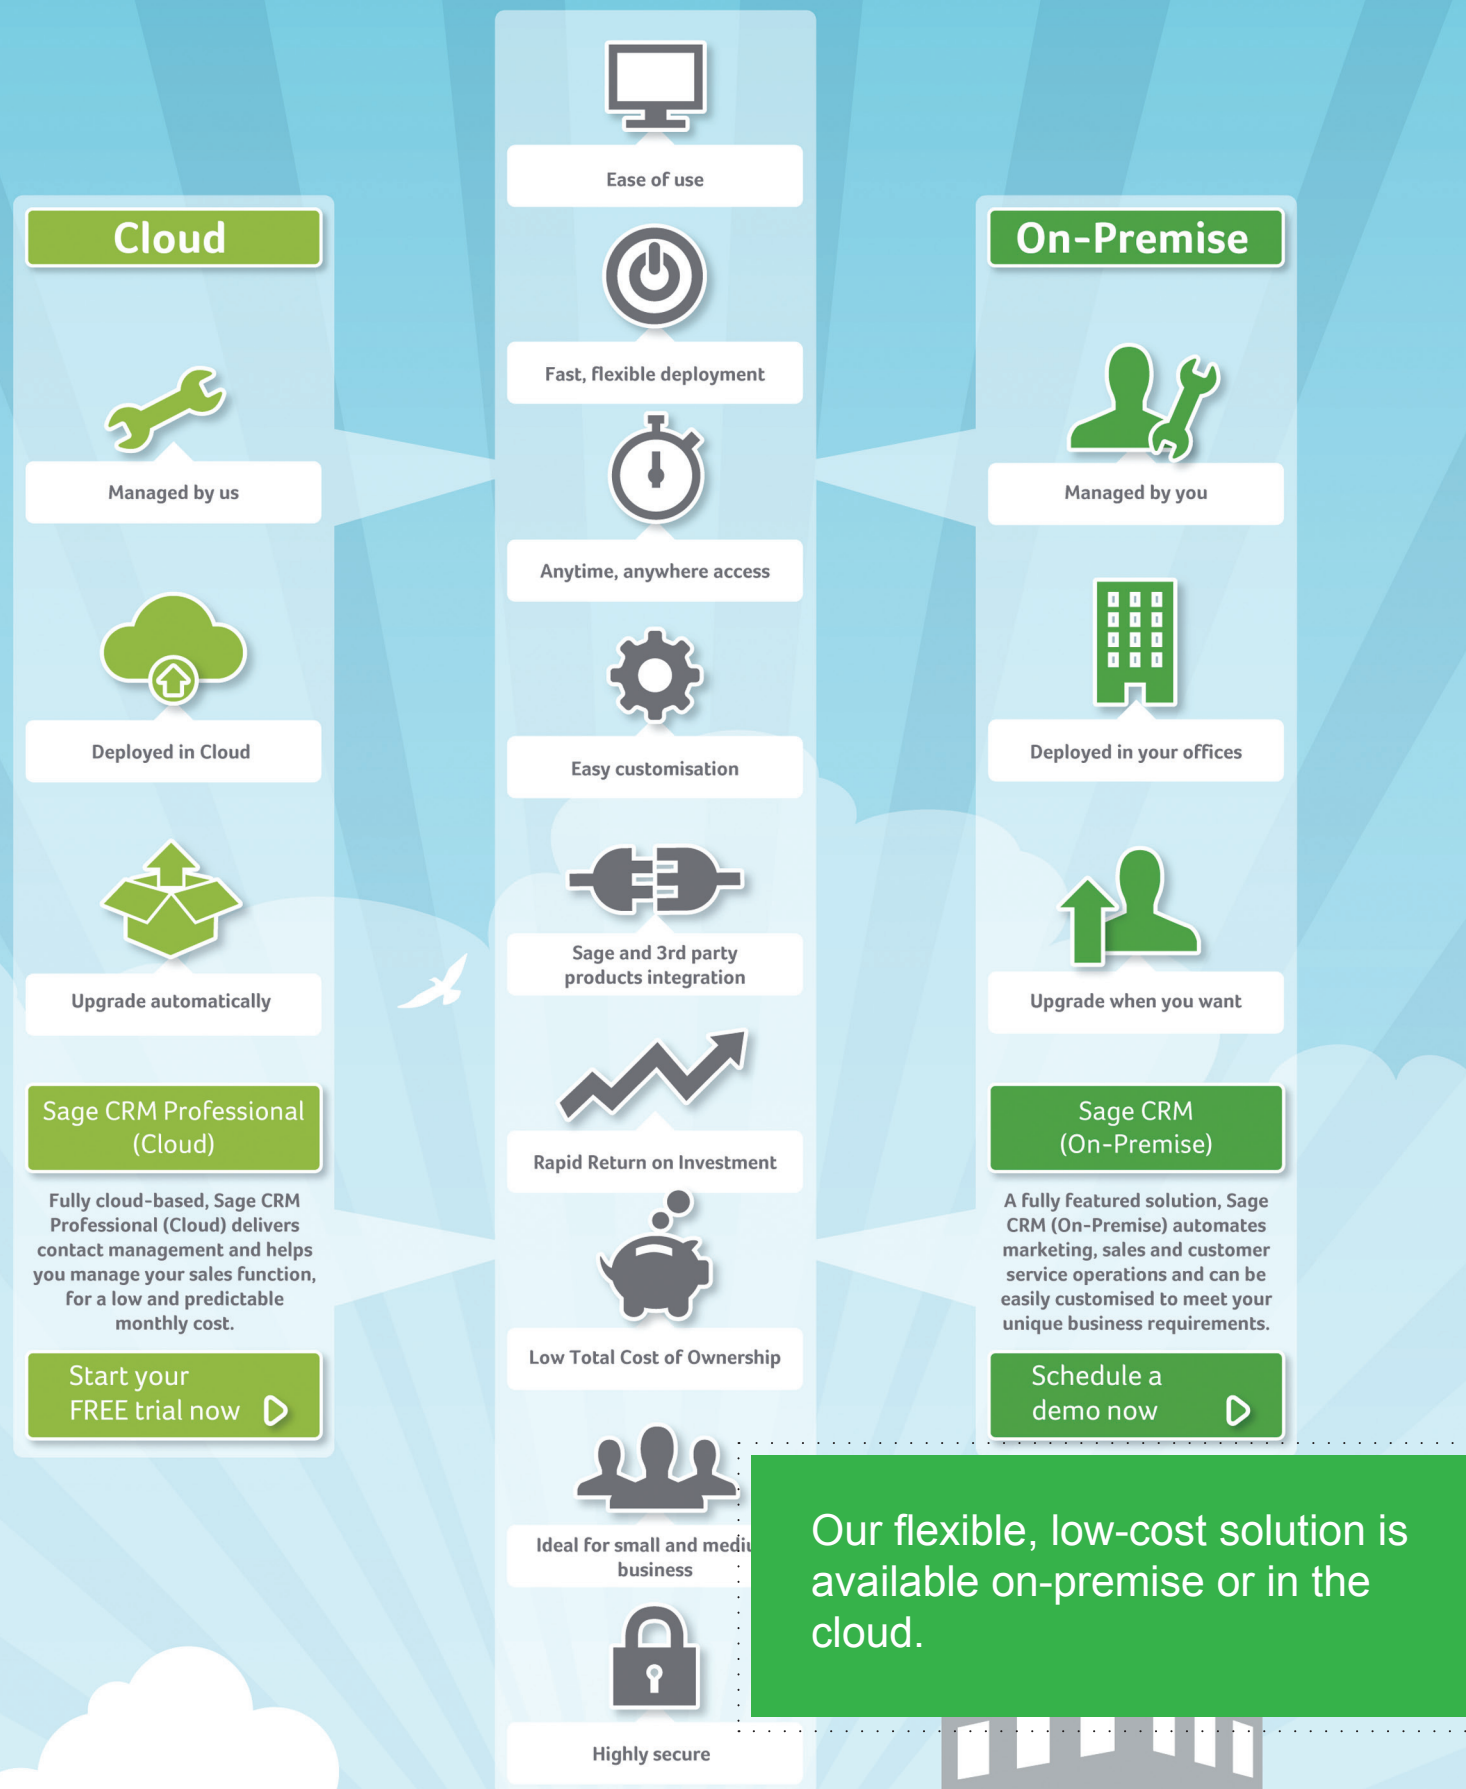 Cloud
Managed by us
Deployed in Cloud
Upgrade automatically
Sage CRM Professional
(Cloud)
Fully cloud-based, Sage CRM
Professional (Cloud) delivers
contact management and helps
you manage your sales function,
for a low and predictable
monthly cost.
Start your
FREE trial now
Ease of use
Fast, flexible deployment
Anytime, anywhere access
Easy customisation
Sage and 3rd party
products integration
Rapid Return on Investment
Low Total Cost of Ownership
Ideal for small and
business
Highly secure
On-Premise
Managed by you
Deployed in your offices
Upgrade when you want
Sage CRM
(On-Premise)
A fully featured solution, Sage
CRM (On-Premise) automates
marketing, sales and customer
service operations and can be
easily customised to meet your
unique business requirements.
Schedule a
demo now
Our flexible, low-cost solution is
available on-premise or in the
cloud.